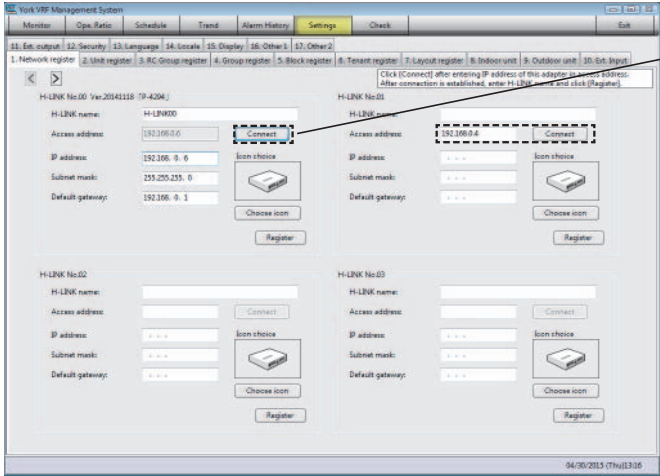 York VRF Management System
Monitor Ope. Ratio Schedule Trend Alarm History Settings Check Exit
11. Ext. output 12. Security 13. Language 14. Locale 15. Display 16. Other 1 17. Other 2
1. Network register 2. Unit register 3. RC Group register 4. Group register 5. Block register 6. Tenant register 7. Layout register 8. Indoor unit 9. Outdoor unit 10. Ext. Input
Click [Connect] after entering IP address of this adapter in access address.
After connection is established, enter H-LINK name and click [Register].
< >
H-LINK No.00 Ver.20141118 [P-4294 ] H-LINK No.01
H-LINK name: H-LINK00 H-LINK name:
Access address: 192.168.0.6 Connect Access address: 192.168.0.4 Connect
IP address: 192.168. 0. 6 Icon choice IP address: . . . Icon choice
Subnet mask: 255.255.255. 0 Subnet mask: . . .
Default gateway: 192.168. 0. 1 Default gateway: . . .
Choose icon Choose icon
Register Register
H-LINK No.02 H-LINK No.03
H-LINK name: H-LINK name:
Access address: Connect Access address: Connect
IP address: . . . Icon choice IP address: . . . Icon choice
Subnet mask: . . . Subnet mask: . . .
Default gateway: . . . Default gateway: . . .
Choose icon Choose icon
Register Register
04/30/2015 (Thu)13:16